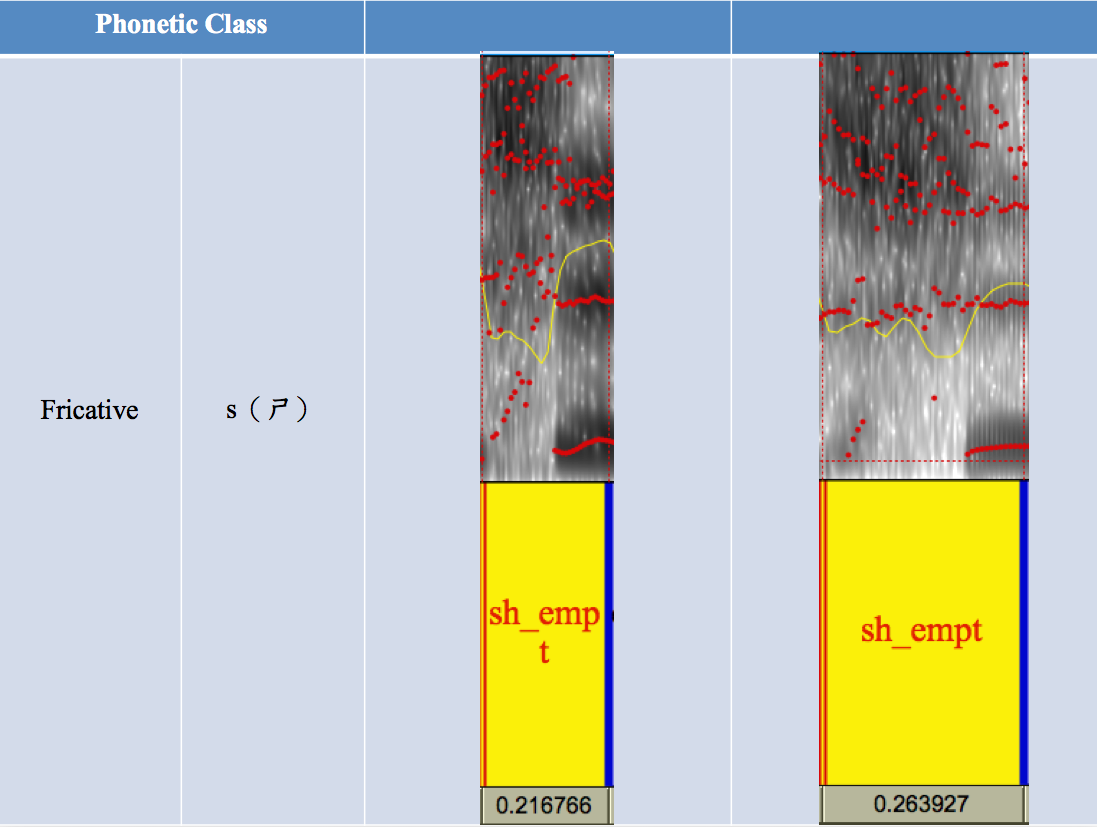 Phonetic Class
Fricative
s（ㄕ）
sh_emp
t
0.216766
sh_empt
0.263927